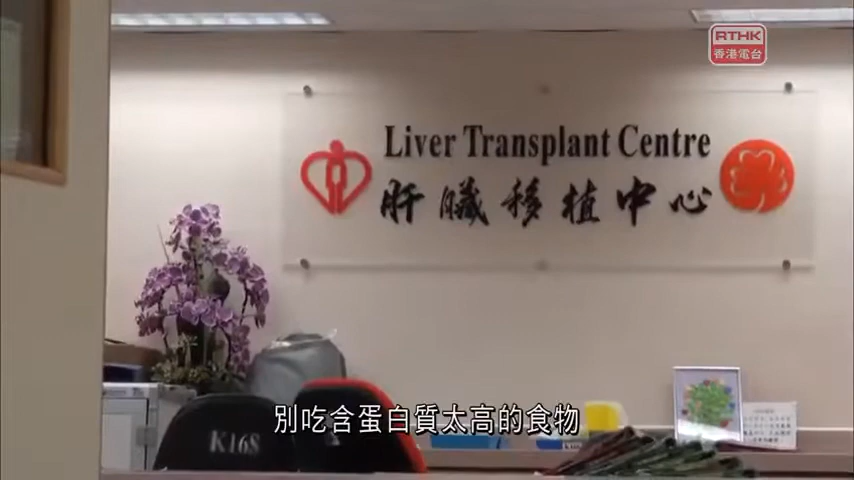 RTHK
香港電台
Liver Transplant Centre
肝臟移植中心
別吃含蛋白質太高的食物
K16S